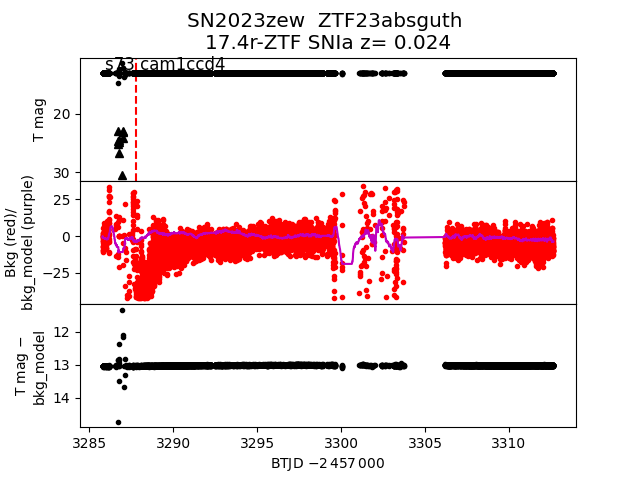 SN2023zew  ZTF23absguth
17.4r-ZTF SNIa z= 0.024
s73 cam1ccd4
T mag
20
30
Bkg (red)/
bkg_model (purple)
25
0
−25
T mag −
bkg_model
12
13
14
3285
3290
3295
3300
3305
3310
BTJD −2 457 000